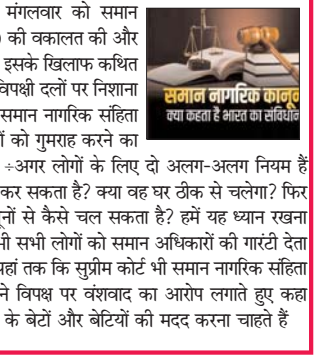 मंगलवार को समान
की वकालत की और
इसके खिलाफ कथित
विपक्षी दलों पर निशाना
समान नागरिक संहिता
को गुमराह करने का
समान नागरिक कानून
क्या कहता है भारत का संविधान
÷अगर लोगों के लिए दो अलग-अलग नियम हैं
कर सकता है? क्या वह घर ठीक से चलेगा? फिर
से कैसे चल सकता है? हमें यह ध्यान रखना
भी सभी लोगों को समान अधिकारों की गारंटी देता
तक कि सुप्रीम कोर्ट भी समान नागरिक संहिता
ने विपक्ष पर वंशवाद का आरोप लगाते हुए कहा
के बेटों और बेटियों की मदद करना चाहते हैं